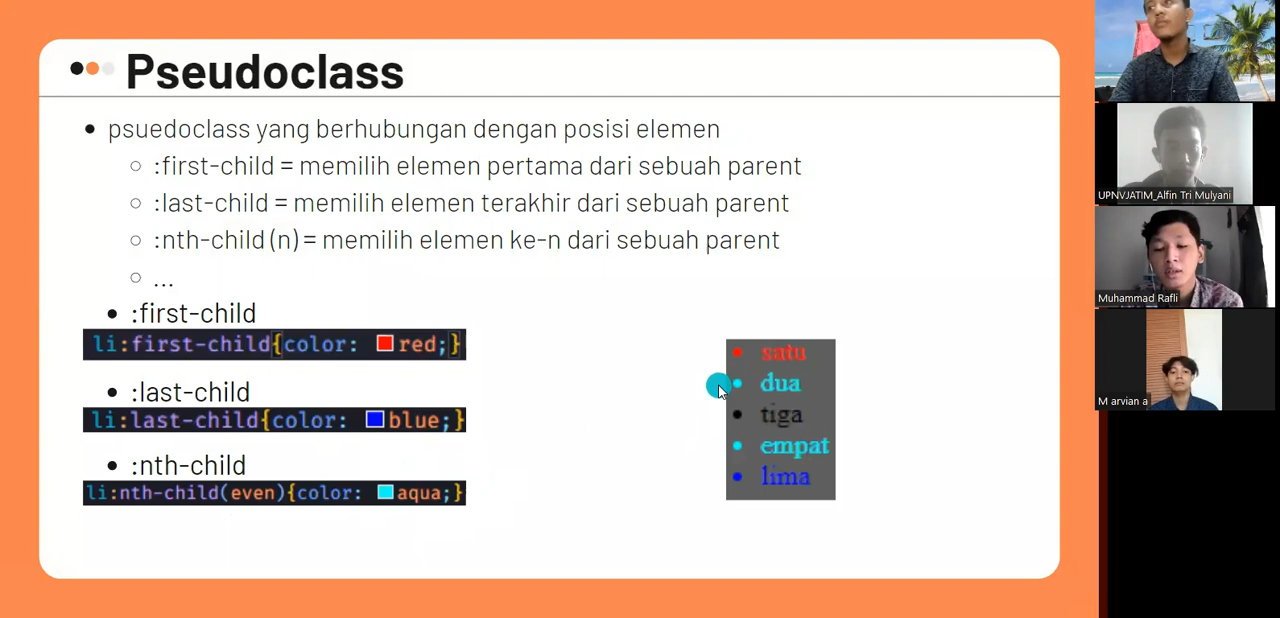 Pseudoclass
psuedoclass yang berhubungan dengan posisi elemen
:first-child = memilih elemen pertama dari sebuah parent
:last-child = memilih elemen terakhir dari sebuah parent
:nth-child (n) = memilih elemen ke-n dari sebuah parent
...
:first-child
li:first-child{color: red;}
:last-child
li:last-child{color: blue;}
:nth-child
li:nth-child(even){color: aqua;}
satu
dua
tiga
empat
lima
UPNVJATIM_Alfin Tri Mulyani
Muhammad Rafli
M arvian a